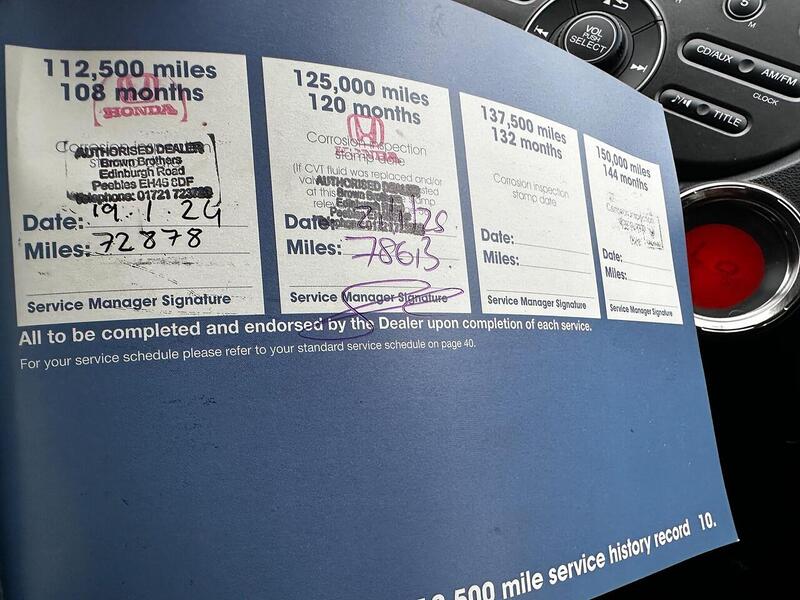 112,500 miles
108 months
HONDA
AUTHORISED DEALER
Brown Brothers
Edinburgh Road
Peebles EH45 8DF
Telephone: 01721
Date: 19.1.24
Miles: 72878
Service Manager Signature
125,000 miles
120 months
Corrosion inspection
stamp date
(If CVT fluid was replaced and/or
at this
AUTHORISED DEALER
Date:
Miles: 78613
Service Manager Signature
137,500 miles
132 months
Corrosion inspection
stamp date
Date:
Miles:
Service Manager Signature
150,000 miles
144 months
Date:
Miles:
Service Manager Signature
All to be completed and endorsed by the Dealer upon completion of each service.
For your service schedule please refer to your standard service schedule on page 40.
500 mile service history record 10.
VOL
PUSH
SELECT
5
M
CD/AUX
AM/FM
CLOCK
TITLE